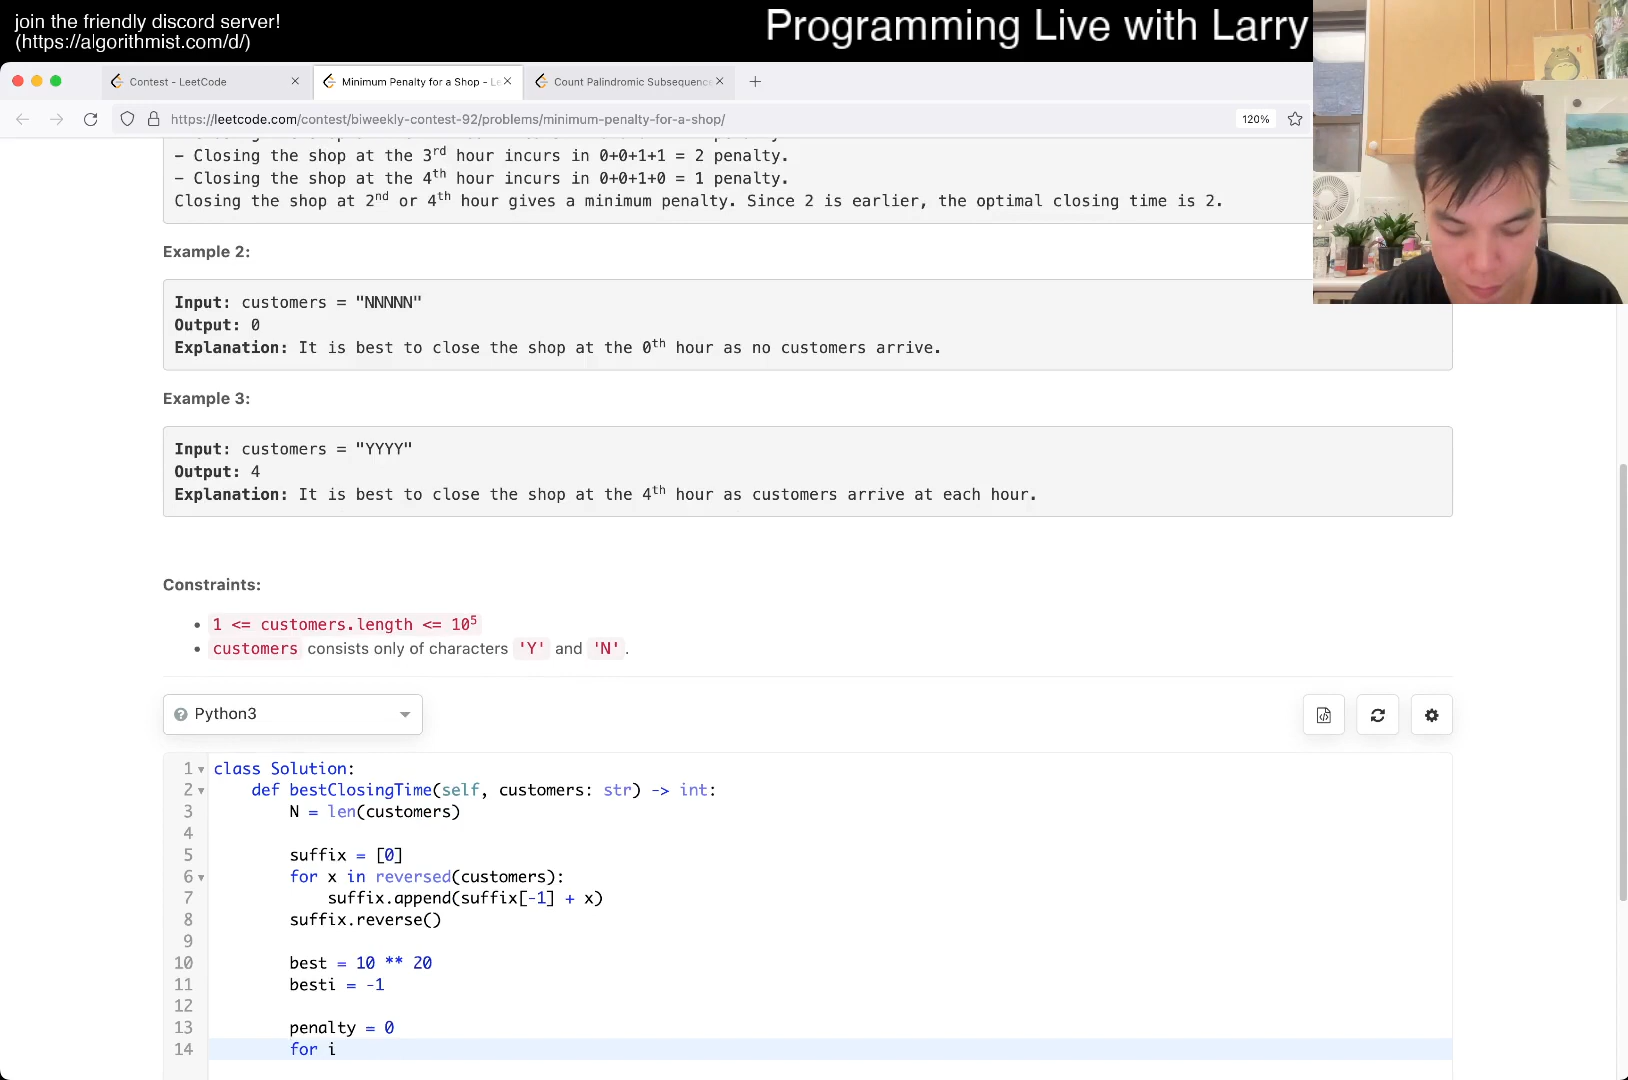 join the friendly discord server!
(https://algorithmist.com/d/)
Programming Live with Larry
Contest - LeetCode
Minimum Penalty for a Shop - Le
Count Palindromic Subsequence
https://leetcode.com/contest/biweekly-contest-92/problems/minimum-penalty-for-a-shop/
120%
- Closing the shop at the 3rd hour incurs in 0+0+1+1 = 2 penalty.
- Closing the shop at the 4th hour incurs in 0+0+1+0 = 1 penalty.
Closing the shop at 2nd or 4th hour gives a minimum penalty. Since 2 is earlier, the optimal closing time is 2.
Example 2:
Input: customers = "NNNNN"
Output: 0
Explanation: It is best to close the shop at the 0th hour as no customers arrive.
Example 3:
Input: customers = "YYYY"
Output: 4
Explanation: It is best to close the shop at the 4th hour as customers arrive at each hour.
Constraints:
• 1 <= customers.length <= 10^5
• customers consists only of characters 'Y' and 'N'.
Python3
1 class Solution:
2     def bestClosingTime(self, customers: str) -> int:
3         N = len(customers)
4
5         suffix = [0]
6         for x in reversed(customers):
7             suffix.append(suffix[-1] + x)
8         suffix.reverse()
9
10         best = 10 ** 20
11         besti = -1
12
13         penalty = 0
14         for i